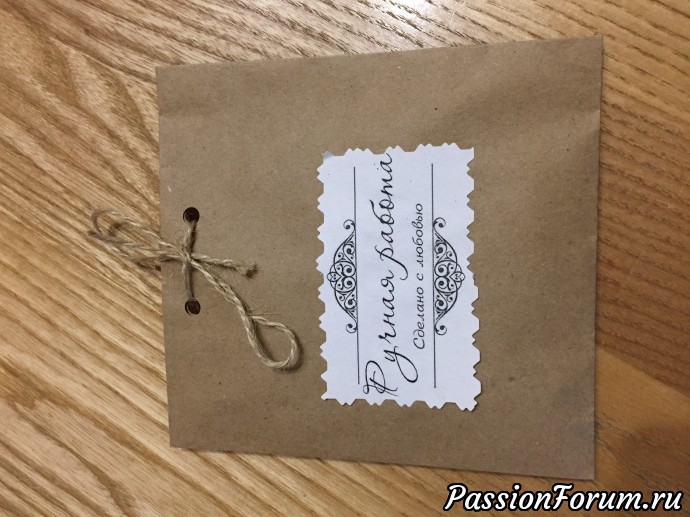 Ручная работа
Сделано с любовью
PassionForum.ru